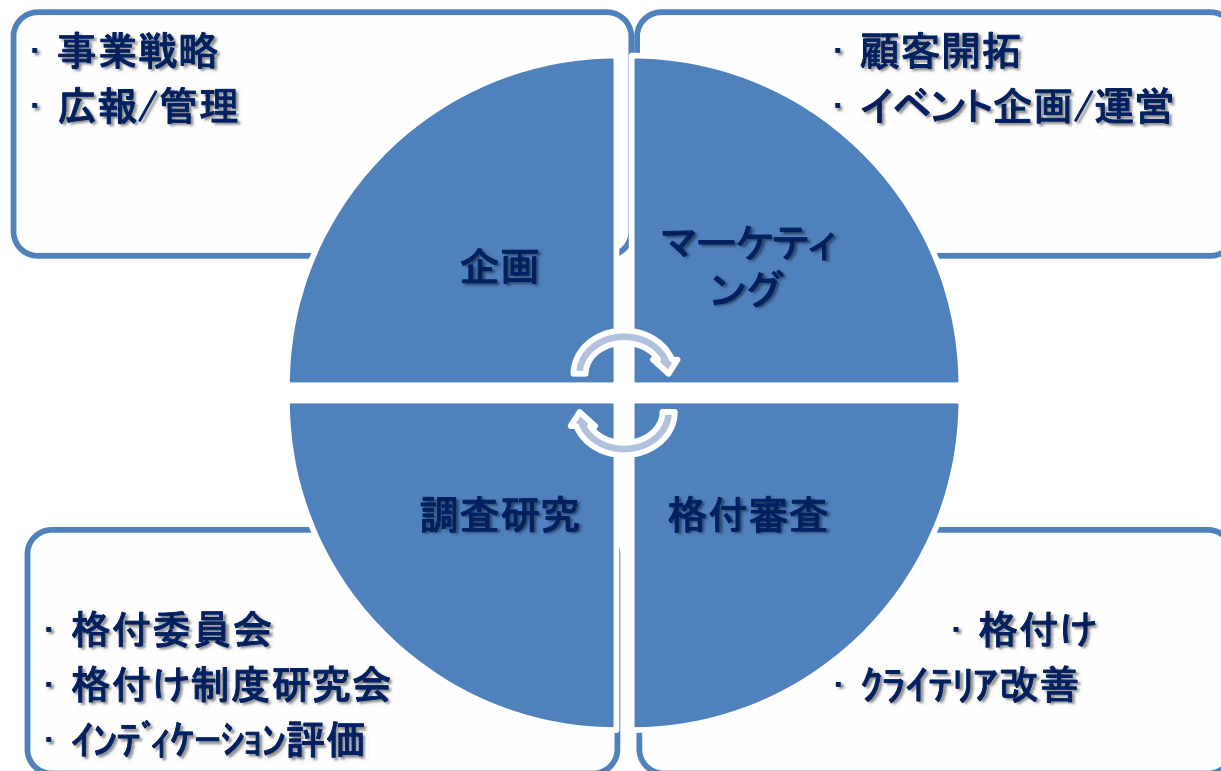 ・ 事業戦略
・ 広報/管理
・ 顧客開拓
・ イベント企画/運営
企画
マーケティ
ング
調査研究
格付審査
・ 格付委員会
・ 格付け制度研究会
・ インディケーション評価
・ 格付け
・ クライテリア改善